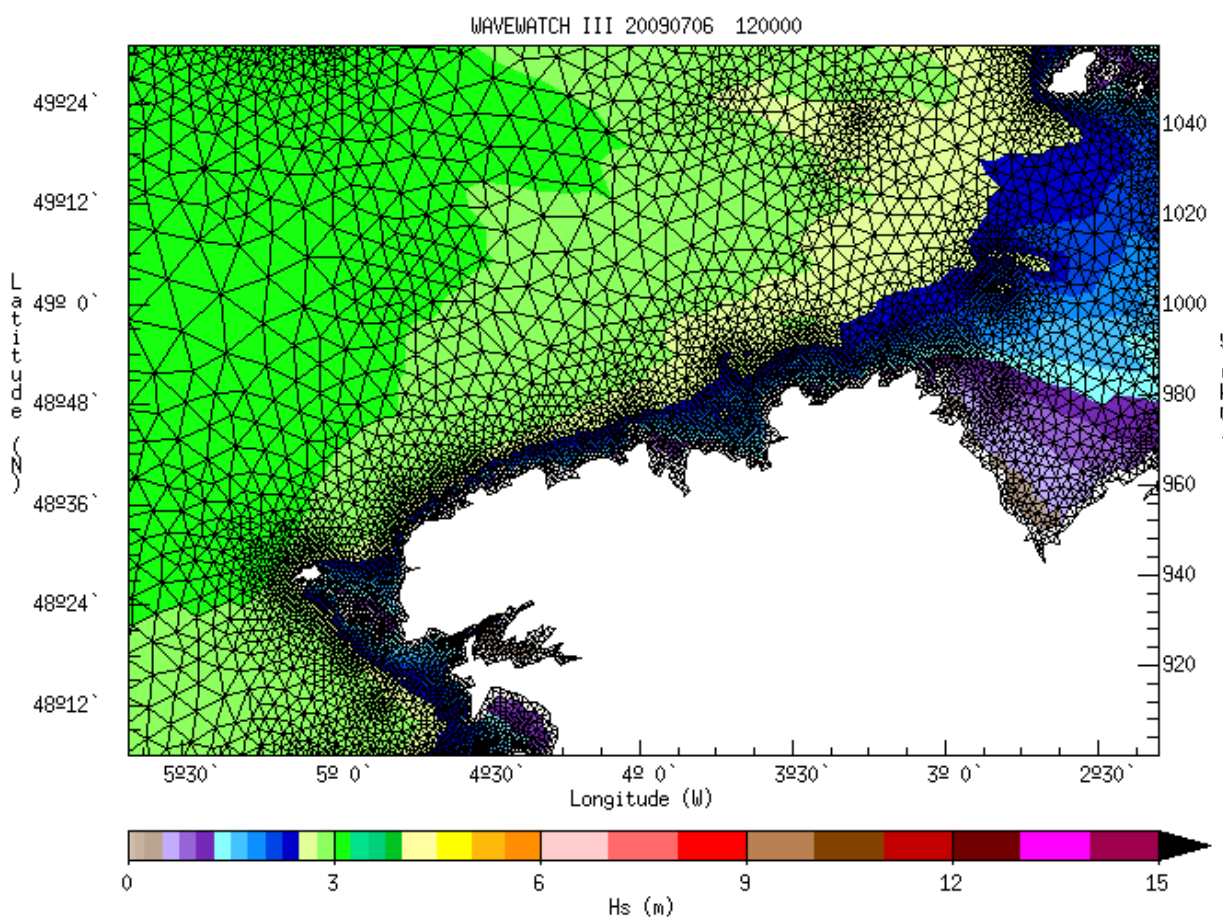 WAVEWATCH III 20090706  120000
49º24`
49º12`
49º 0`
48º48`
48º36`
48º24`
48º12`
Latitude (N)
1040
1020
1000
980
960
940
920
5º30`
5º 0`
4º30`
4º 0`
3º30`
3º 0`
2º30`
Longitude (W)
0
3
6
9
12
15
Hs (m)